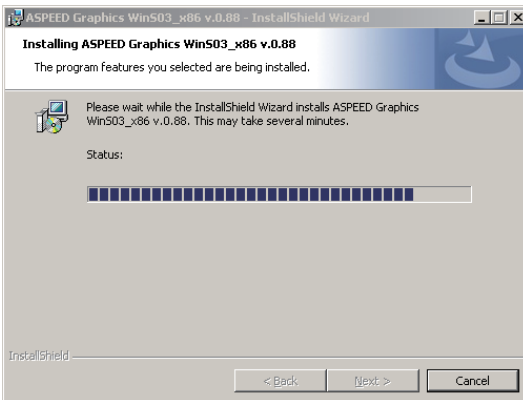 ASPEED Graphics WinS03_x86 v.0.88 - InstallShield Wizard
Installing ASPEED Graphics WinS03_x86 v.0.88
The program features you selected are being installed.
Please wait while the InstallShield Wizard installs ASPEED Graphics
WinS03_x86 v.0.88. This may take several minutes.
Status:
InstallShield
< Back Next > Cancel